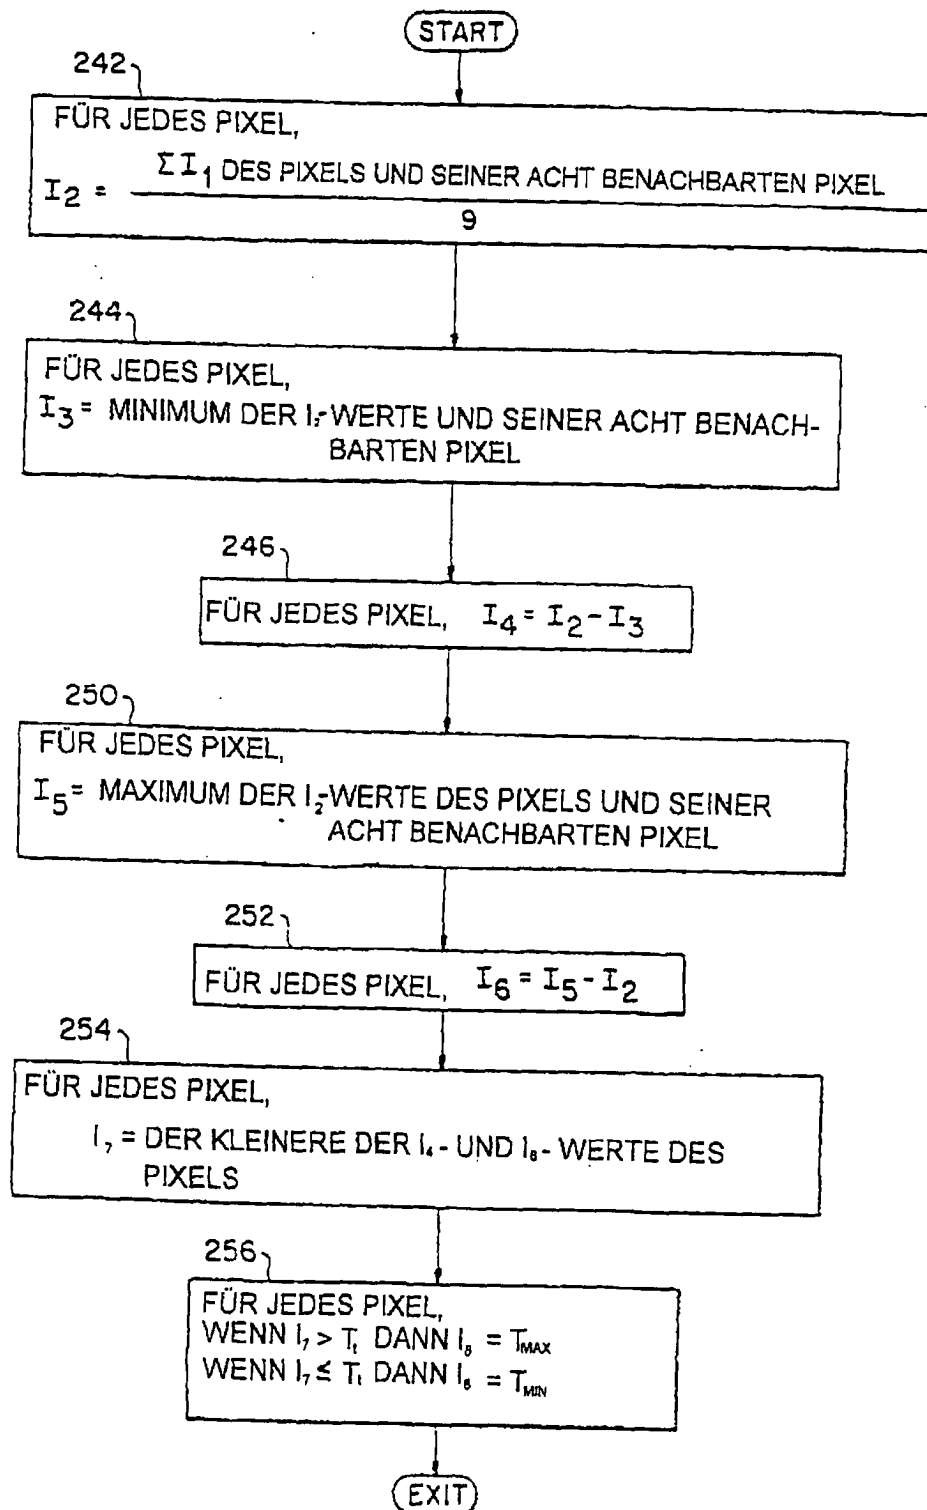 START
242
FÜR JEDES PIXEL,
I2 = ΣI1 DES PIXELS UND SEINER ACHT BENACHBARTEN PIXEL
9
244
FÜR JEDES PIXEL,
I3 = MINIMUM DER WERTE UND SEINER ACHT BENACH-
BARTEN PIXEL
246
FÜR JEDES PIXEL, I4 = I2 - I3
250
FÜR JEDES PIXEL,
I5 = MAXIMUM DER I2-WERTE DES PIXELS UND SEINER
ACHT BENACHBARTEN PIXEL
252
FÜR JEDES PIXEL, I6 = I5 - I2
254
FÜR JEDES PIXEL,
I7 = DER KLEINERE DER I4- UND I6- WERTE DES
PIXELS
256
FÜR JEDES PIXEL,
WENN I7 > T1 DANN I8 = TMAX
WENN I7 ≤ T1 DANN I8 = TMIN
EXIT